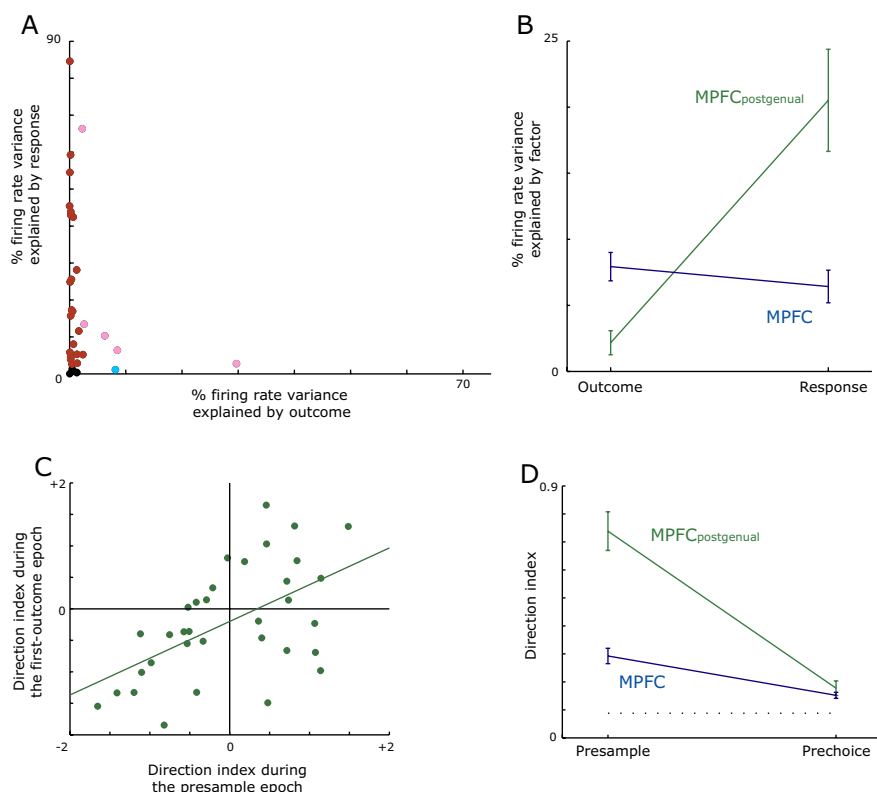 A
90
% firing rate variance
explained by response
0
70
% firing rate variance
explained by outcome
B
25
% firing rate variance
explained by factor
MPFCpostgenual
MPFC
0
Outcome
Response
C
+2
Direction index during
the first-outcome epoch
0
-2
0
+2
Direction index during
the presample epoch
D
0.9
Direction index
MPFCpostgenual
MPFC
0
Presample
Prechoice